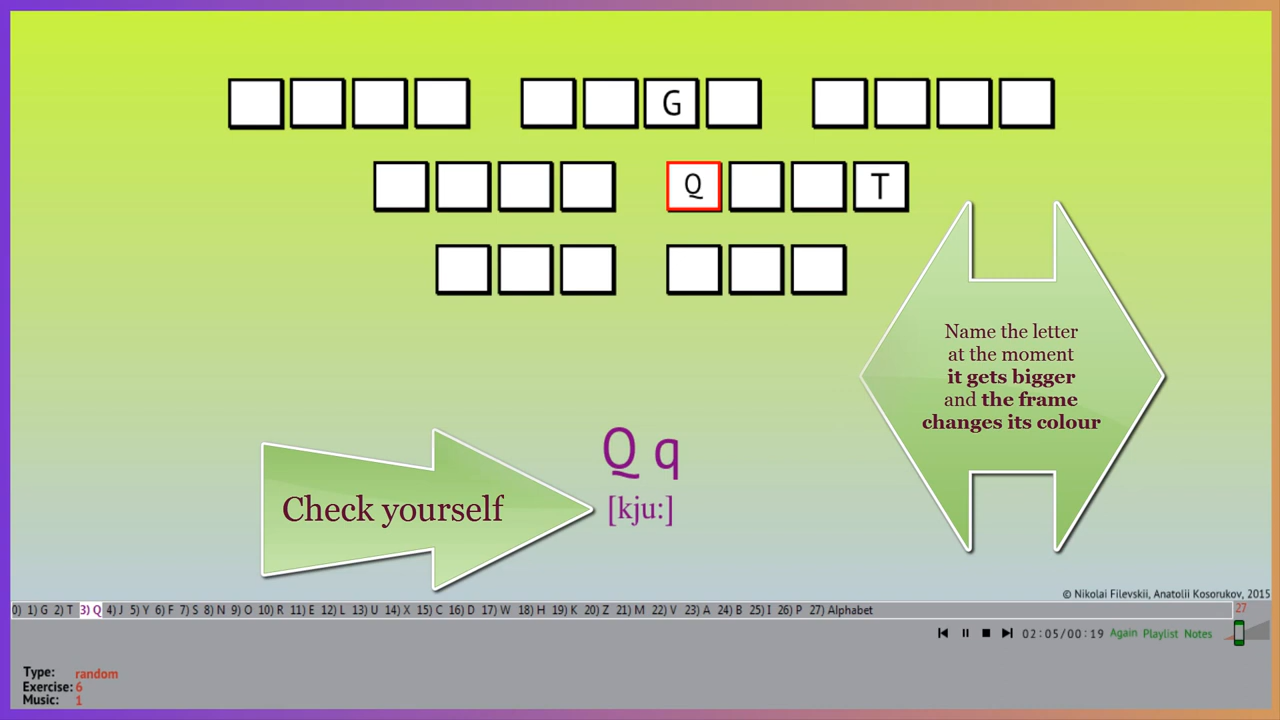 G
Q T
Name the letter
at the moment
it gets bigger
and the frame
changes its colour
Q q
[kju:]
Check yourself
© Nikolai Filevskii, Anatolii Kosorukov, 2015
0) 1) G 2) T 3) Q 4) J 5) Y 6) F 7) S 8) N 9) O 10) R 11) E 12) L 13) U 14) X 15) C 16) D 17) W 18) H 19) K 20) Z 21) M 22) V 23) A 24) B 25) I 26) P 27) Alphabet 27
02:05/00:19 Again Playlist Notes
Type: random
Exercise: 6
Music: 1